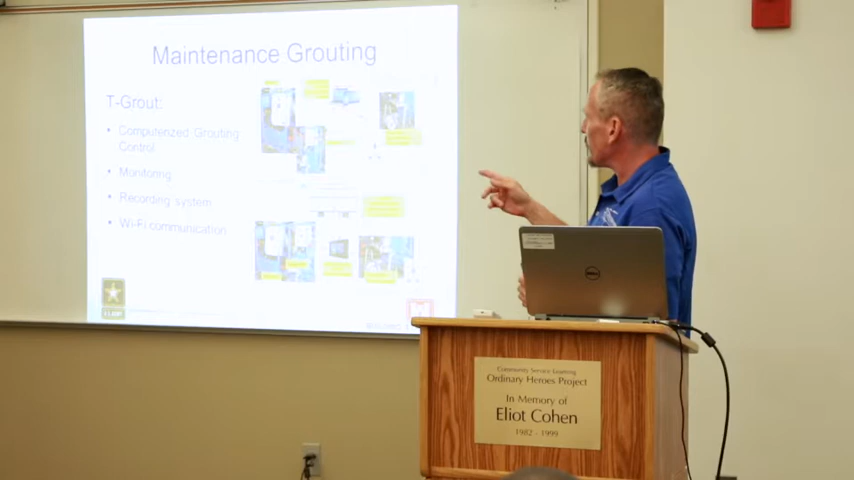 Maintenance Grouting
T-Grout:
• Computerized Grouting
Control
• Monitoring
• Recording system
• Wi-Fi communication
DELL
Community Service Learning
Ordinary Heroes Project
In Memory of
Eliot Cohen
1982 - 1999